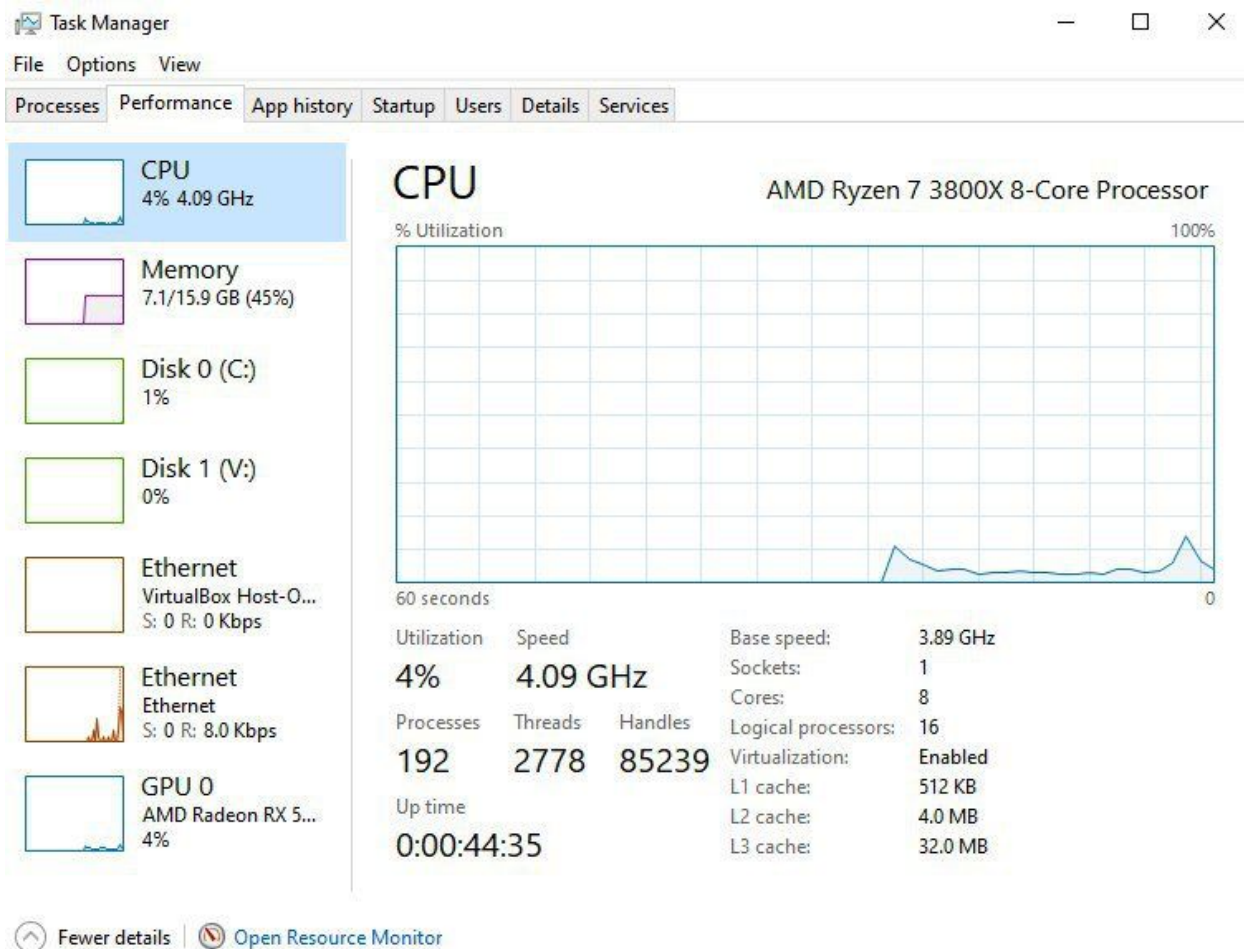 Task Manager
File Options View
Processes Performance App history Startup Users Details Services
CPU
4% 4.09 GHz
Memory
7.1/15.9 GB (45%)
Disk 0 (C:)
1%
Disk 1 (V:)
0%
Ethernet
VirtualBox Host-O...
S: 0 R: 0 Kbps
Ethernet
Ethernet
S: 0 R: 8.0 Kbps
GPU 0
AMD Radeon RX 5...
4%
CPU AMD Ryzen 7 3800X 8-Core Processor
% Utilization 100%
60 seconds 0
Utilization Speed
4% 4.09 GHz
Processes Threads Handles
192 2778 85239
Up time
0:00:44:35
Base speed: 3.89 GHz
Sockets: 1
Cores: 8
Logical processors: 16
Virtualization: Enabled
L1 cache: 512 KB
L2 cache: 4.0 MB
L3 cache: 32.0 MB
Fewer details Open Resource Monitor